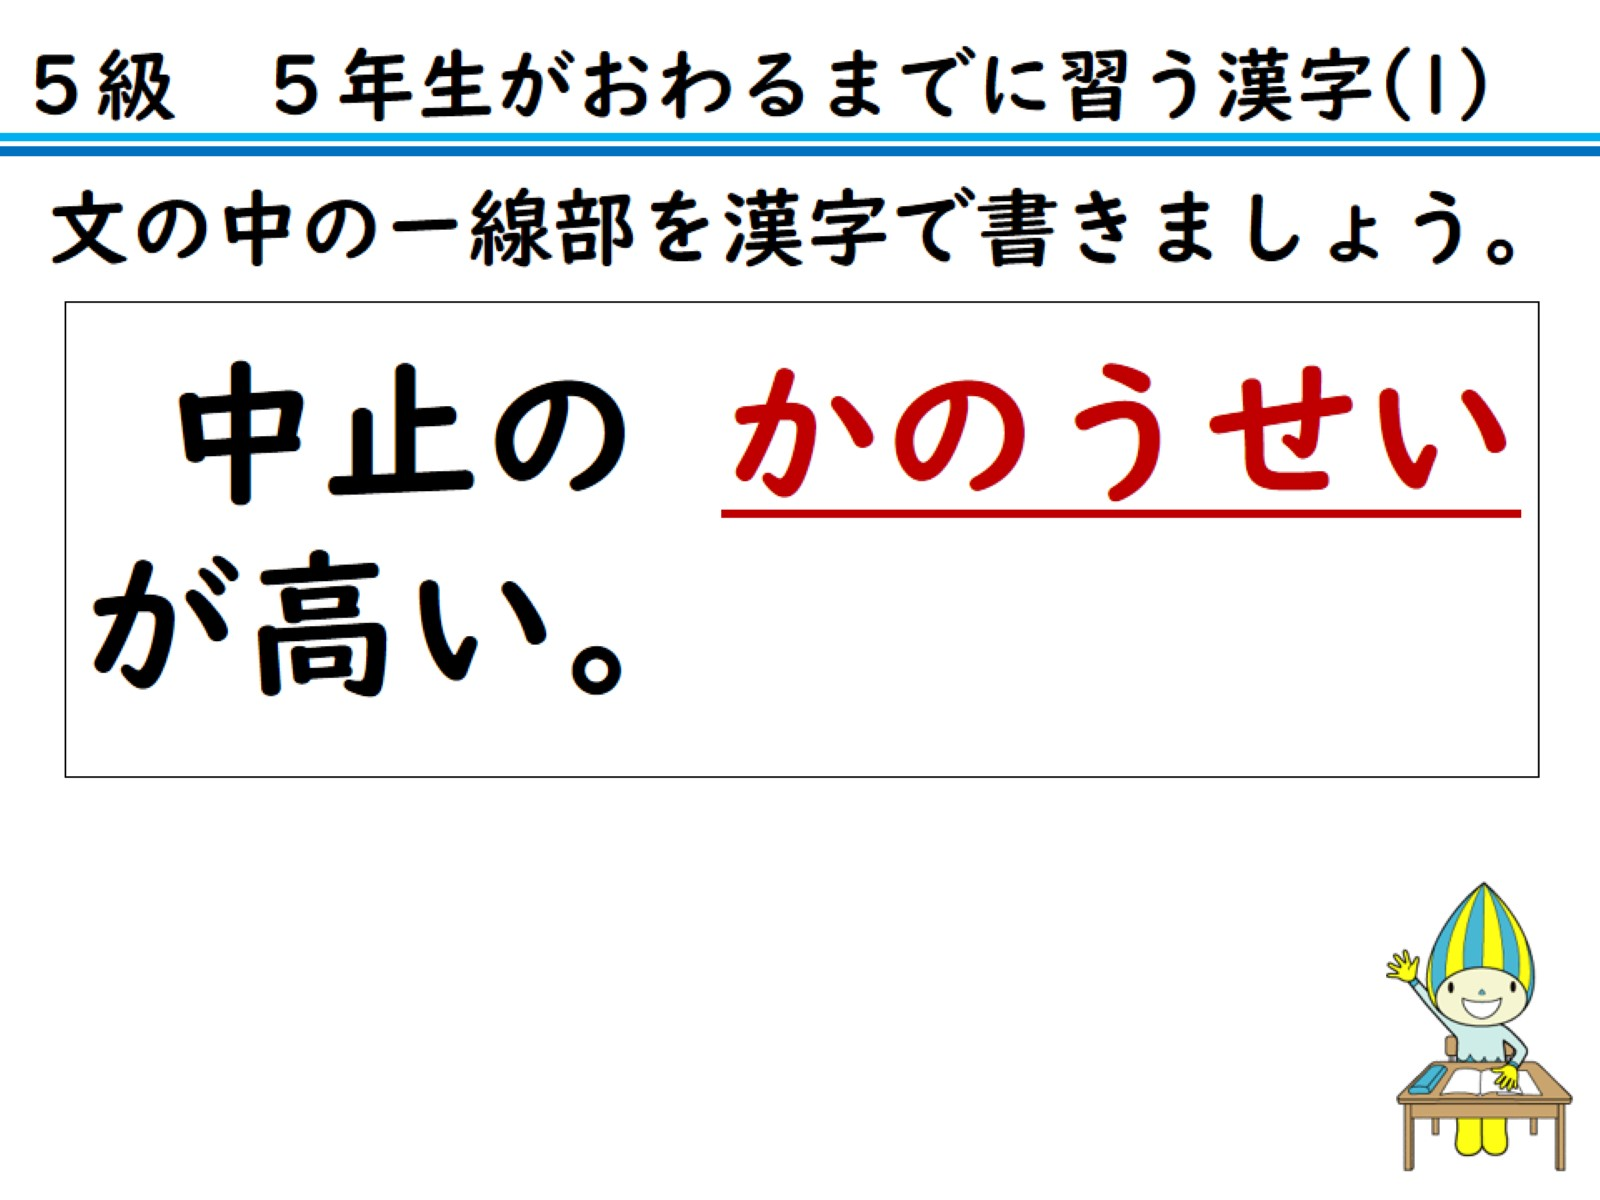 ５級　５年生がおわるまでに習う漢字(1)
文の中の一線部を漢字で書きましょう。
中止の　かのうせい
が高い。